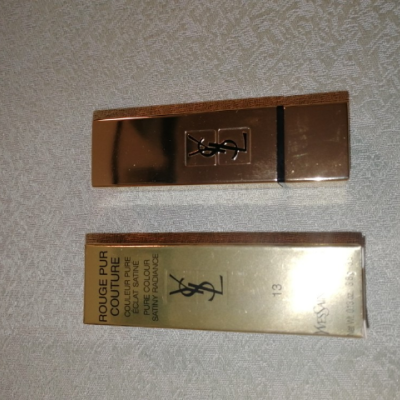 YSL
ROUGE PUR
COUTURE
COULEUR PURE
ÉCLAT SATINÉ
PURE COLOUR
SATINY RADIANCE
YSL
13